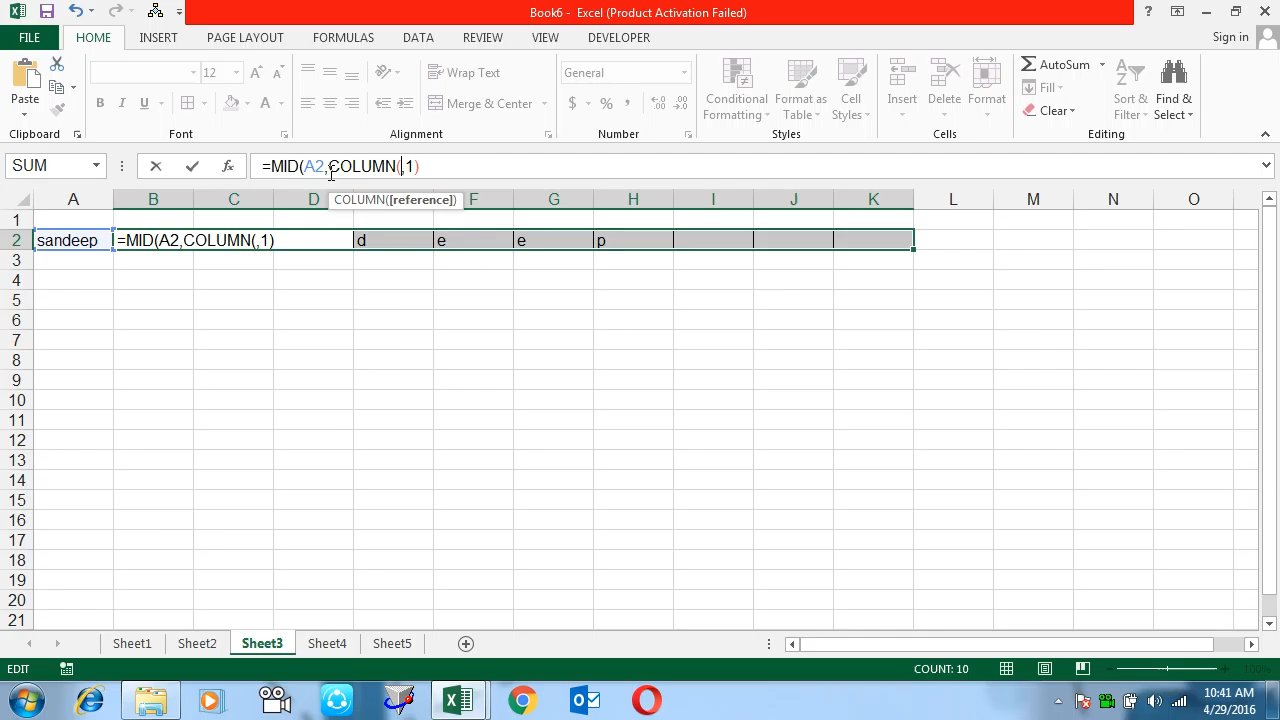 Book6 - Excel (Product Activation Failed)
FILE HOME INSERT PAGE LAYOUT FORMULAS DATA REVIEW VIEW DEVELOPER Sign in
Paste 12 Wrap Text General Conditional Formatting Format as Table Cell Styles Insert Delete Format AutoSum Fill Clear Sort & Filter Find & Select
B I U Merge & Center $ % ,
Clipboard Font Alignment Number Styles Cells Editing
SUM fx =MID(A2,COLUMN(,1)
COLUMN([reference])
A B C D F G H I J K L M N O
1
2 sandeep =MID(A2,COLUMN(,1) d e e p
3
4
5
6
7
8
9
10
11
12
13
14
15
16
17
18
19
20
21
Sheet1 Sheet2 Sheet3 Sheet4 Sheet5
EDIT COUNT: 10 100%
10:41 AM
4/29/2016